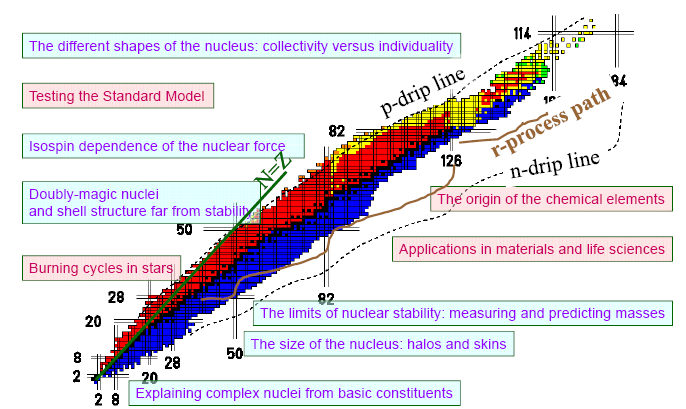 The different shapes of the nucleus: collectivity versus individuality
114
p-drip line
94
Testing the Standard Model
r-process path
82
Isospin dependence of the nuclear force
126
n-drip line
N=Z
Doubly-magic nuclei
and shell structure far from stability
The origin of the chemical elements
50
Applications in materials and life sciences
Burning cycles in stars
28
82
The limits of nuclear stability: measuring and predicting masses
20
The size of the nucleus: halos and skins
50
8
28
2
20
Explaining complex nuclei from basic constituents
2 8